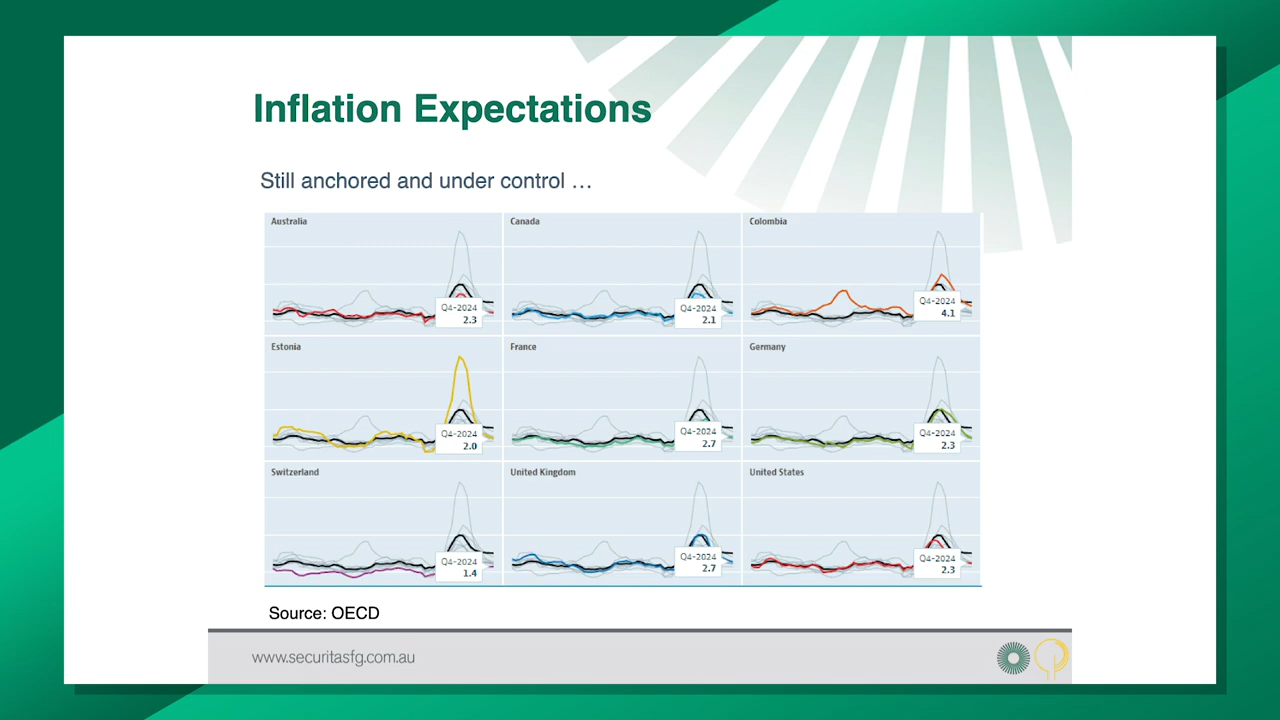 Inflation Expectations
Still anchored and under control …
Australia
Canada
Colombia
Q4-2024
2.3
Q4-2024
2.1
Q4-2024
4.1
Estonia
France
Germany
Q4-2024
2.0
Q4-2024
2.7
Q4-2024
2.3
Switzerland
United Kingdom
United States
Q4-2024
1.4
Q4-2024
2.7
Q4-2024
2.3
Source: OECD
www.securitasfg.com.au